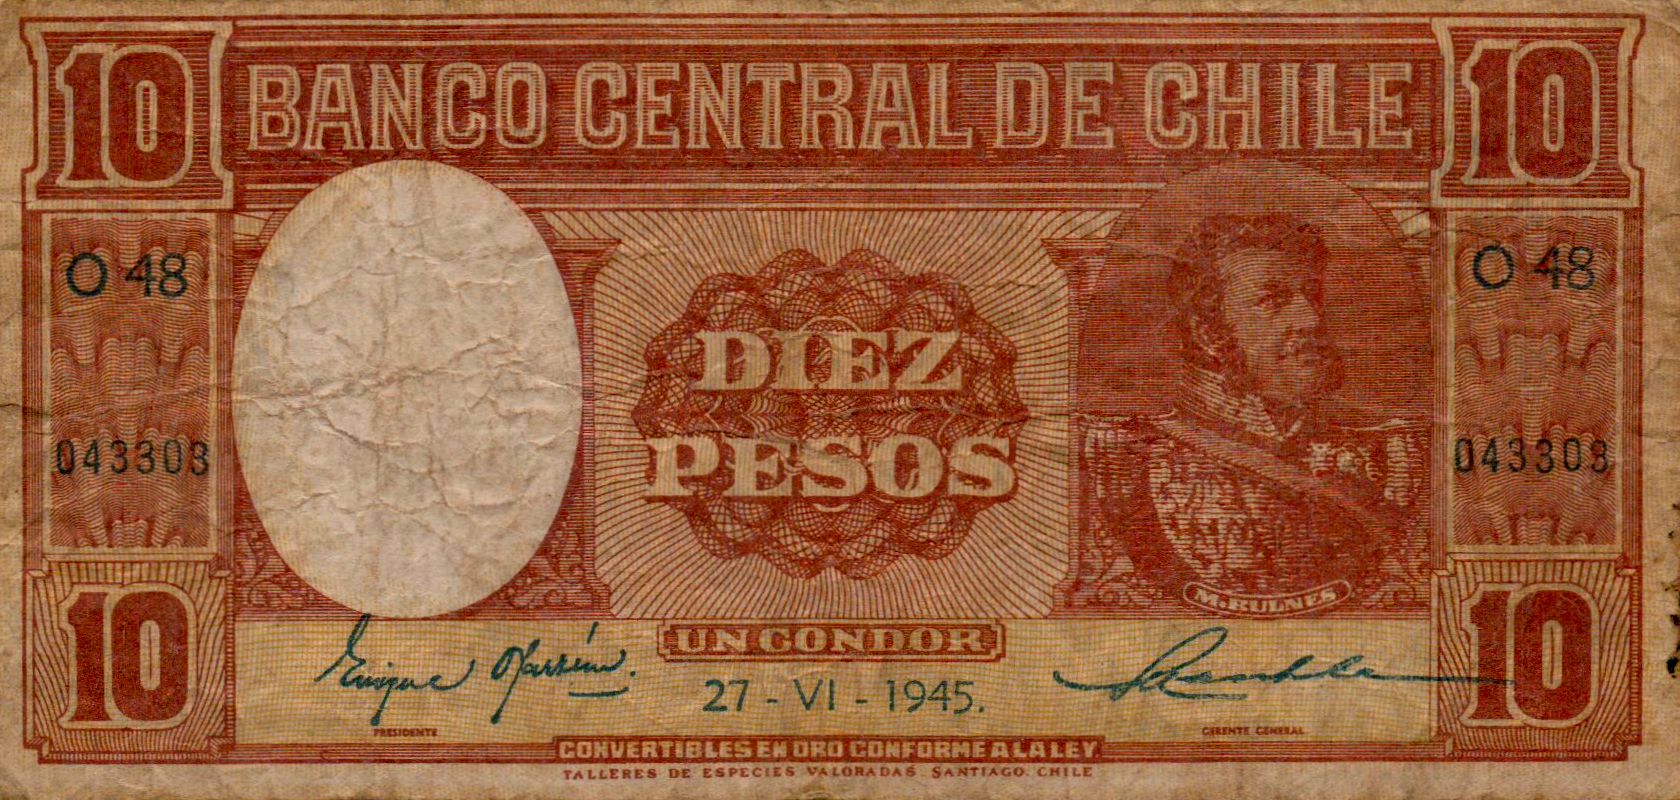 10 BANCO CENTRAL DE CHILE 10
O 48 O 48
DIEZ
PESOS
043303 043303
M. BULNES
10 UN CONDOR 10
27 - VI - 1945.
PRESIDENTE GERENTE GENERAL
CONVERTIBLES EN ORO CONFORME A LA LEY
TALLERES DE ESPECIES VALORADAS. SANTIAGO. CHILE